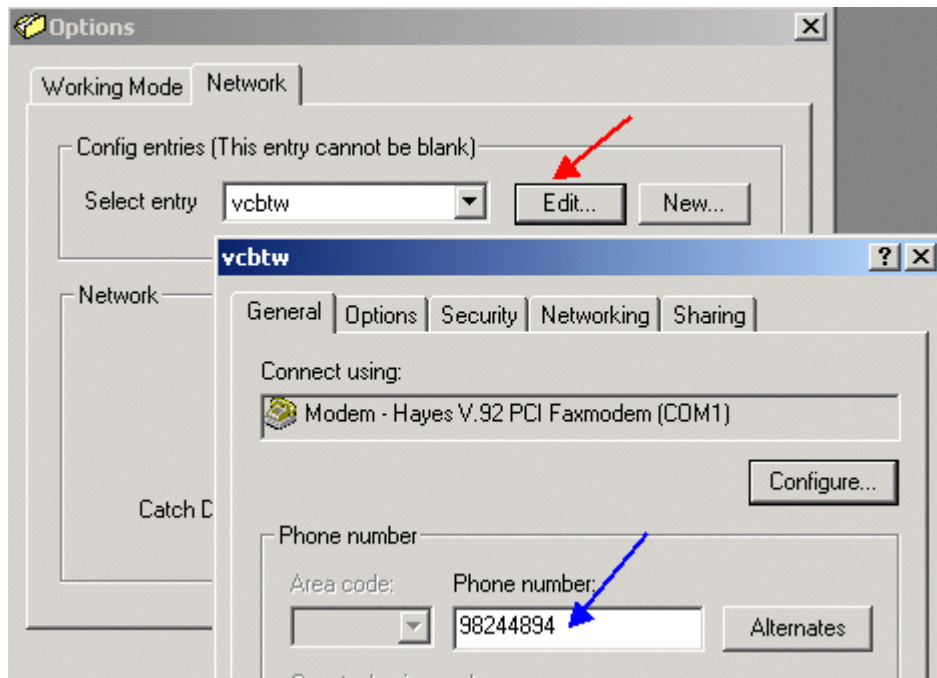 Options
Working Mode Network
Config entries (This entry cannot be blank)
Select entry vcbtw Edit... New...
vcbtw
Network
General Options Security Networking Sharing
Connect using:
Modem - Hayes V.92 PCI Faxmodem (COM1)
Configure...
Catch D
Phone number
Area code: Phone number:
98244894 Alternates